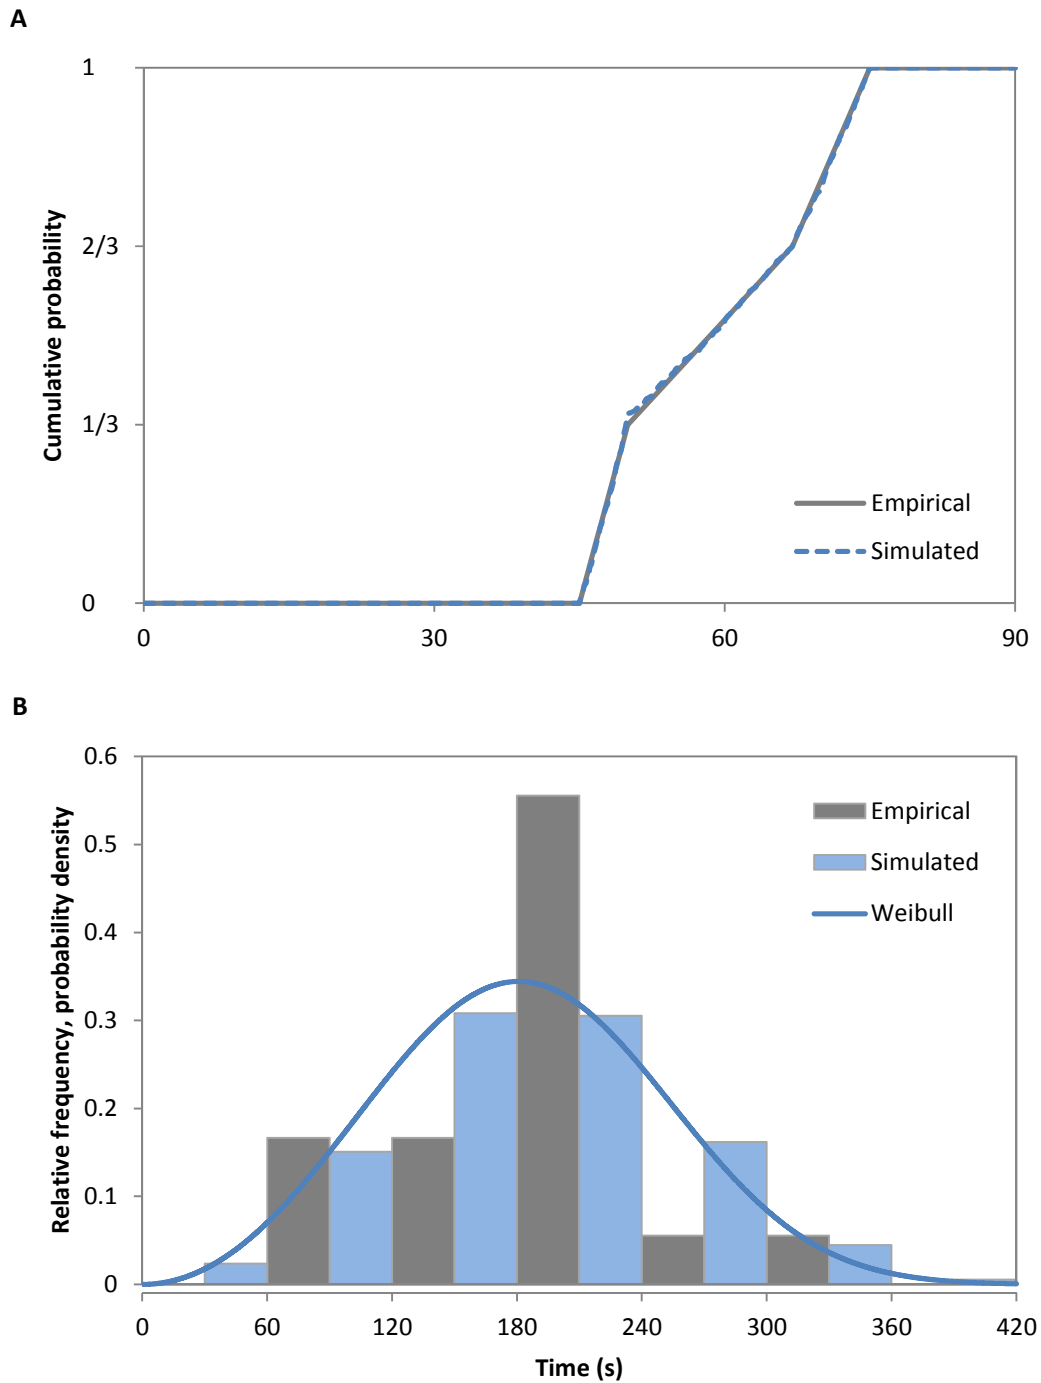 A
1
2/3
1/3
0
Cumulative probability
Empirical
Simulated
0 30 60 90
B
0.6
0.5
0.4
0.3
0.2
0.1
0
Relative frequency, probability density
Empirical
Simulated
Weibull
0 60 120 180 240 300 360 420
Time (s)